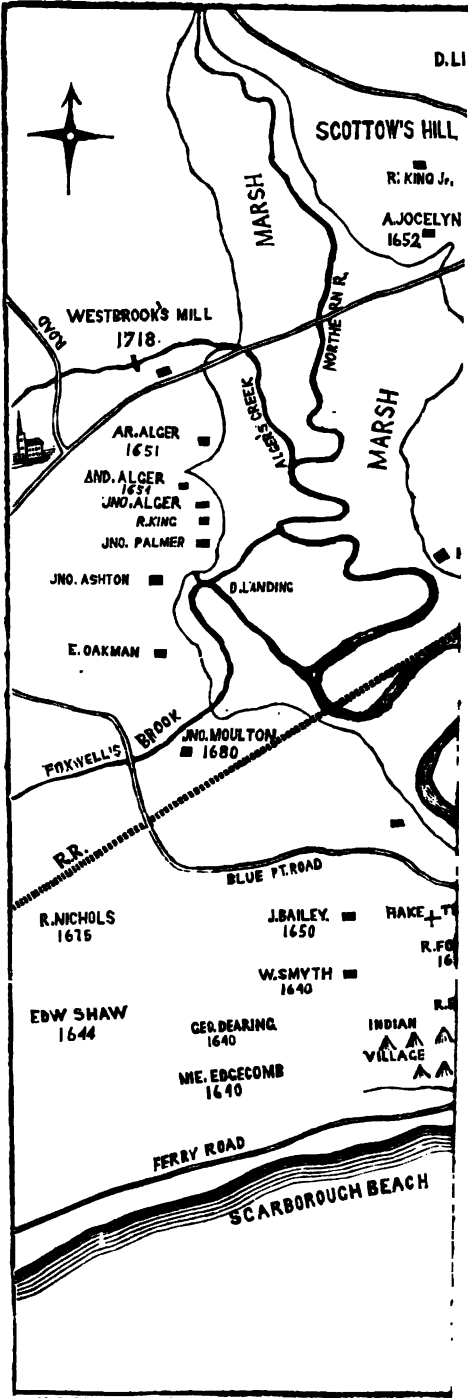 D.LI
SCOTTOW'S HILL
R. KING Jr.
A.JOCELYN
1652
MARSH
NORTHERN R.
ROAD
WESTBROOK'S MILL
1718.
ALGER'S CREEK
MARSH
AR. ALGER
1651
AND. ALGER
1651
JNO. ALGER
R.KING
JNO. PALMER
JNO. ASHTON
D. LANDING
E. OAKMAN
FOXWELL'S BROOK
JNO. MOULTON
1680
R.R.
BLUE PT. ROAD
R.NICHOLS
1675
J.BAILEY.
1650
W.SMYTH
1640
EDW SHAW
1644
GEO. DEARING.
1640
INDIAN
VILLAGE
EDGECOMB
1640
FERRY ROAD
SCARBOROUGH BEACH